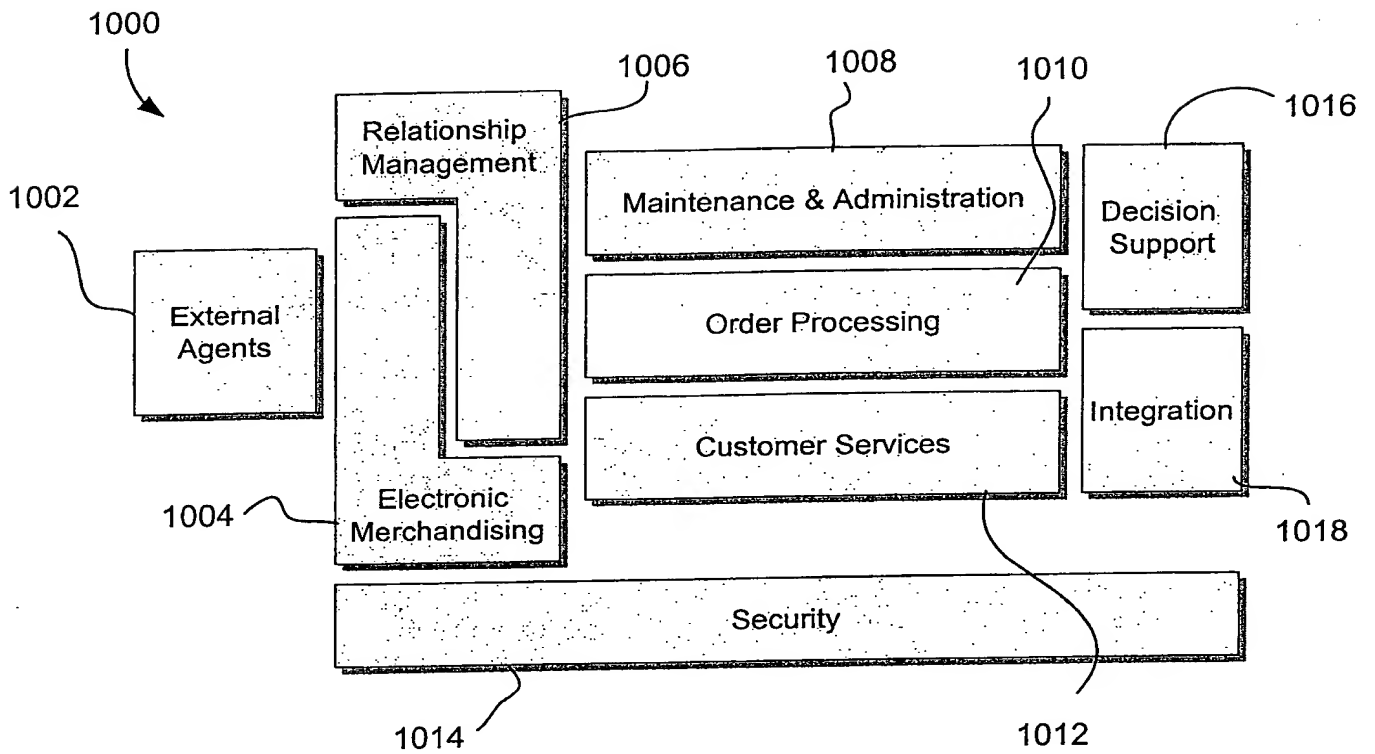 1000
1006
1008
1010
1016
Relationship
Management
1002
Maintenance & Administration
Decision
Support
External
Agents
Order Processing
Integration
Customer Services
1004
Electronic
Merchandising
1018
Security
1014
1012